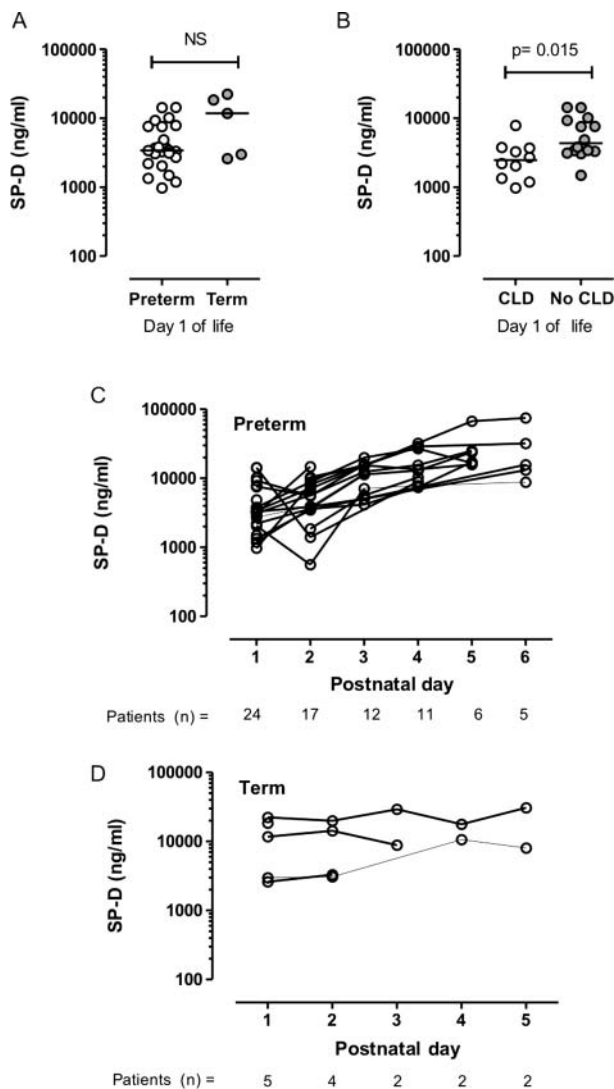 A
B
NS
p= 0.015
100000
10000
1000
100
SP-D (ng/ml)
Preterm Term
Day 1 of life
100000
10000
1000
100
SP-D (ng/ml)
CLD No CLD
Day 1 of life
C
Preterm
100000
10000
1000
100
SP-D (ng/ml)
1 2 3 4 5 6
Postnatal day
Patients (n) = 24 17 12 11 6 5
D
Term
100000
10000
1000
100
SP-D (ng/ml)
1 2 3 4 5
Postnatal day
Patients (n) = 5 4 2 2 2